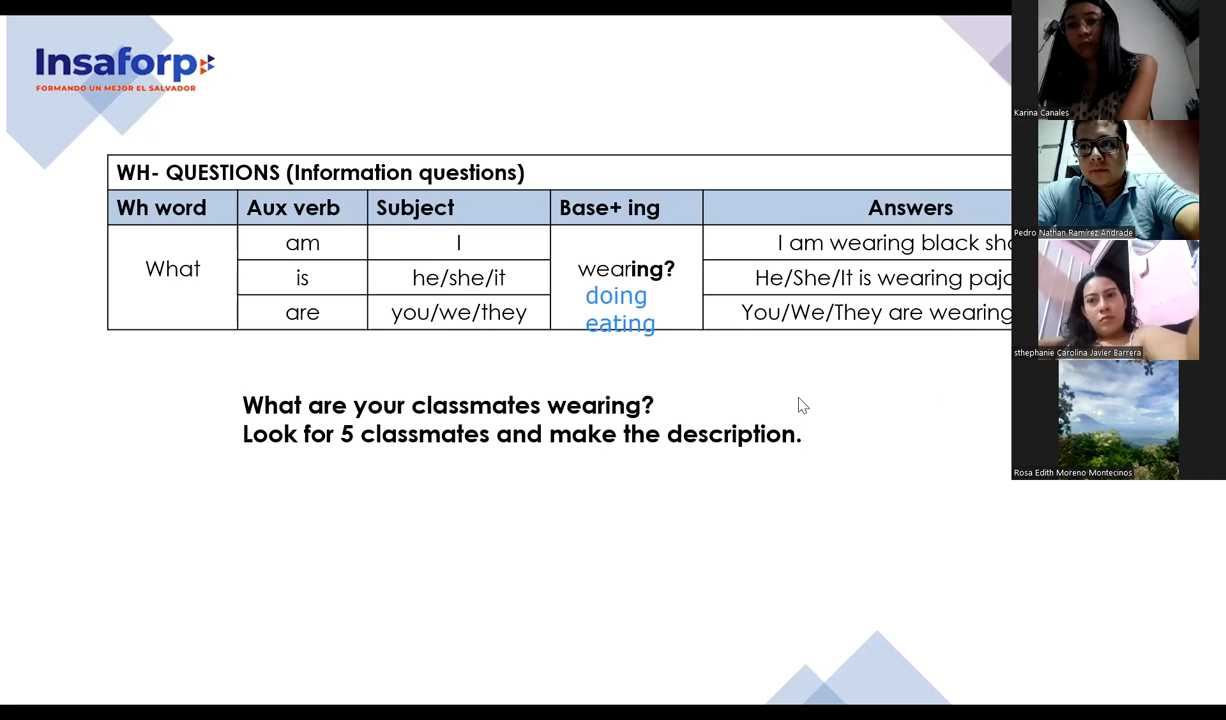 Insaforp
FORMANDO UN MEJOR EL SALVADOR
WH- QUESTIONS (Information questions)
Wh word Aux verb Subject Base+ ing Answers
What
am I I am wearing black
is he/she/it wearing? He/She/It is wearing
doing
are you/we/they You/We/They are wearing
eating
What are your classmates wearing?
Look for 5 classmates and make the description.
Karina Canales
Pedro Nathan Ramírez Andrade
sthephanie Carolina Javier Barrera
Rosa Edith Moreno Montecinos